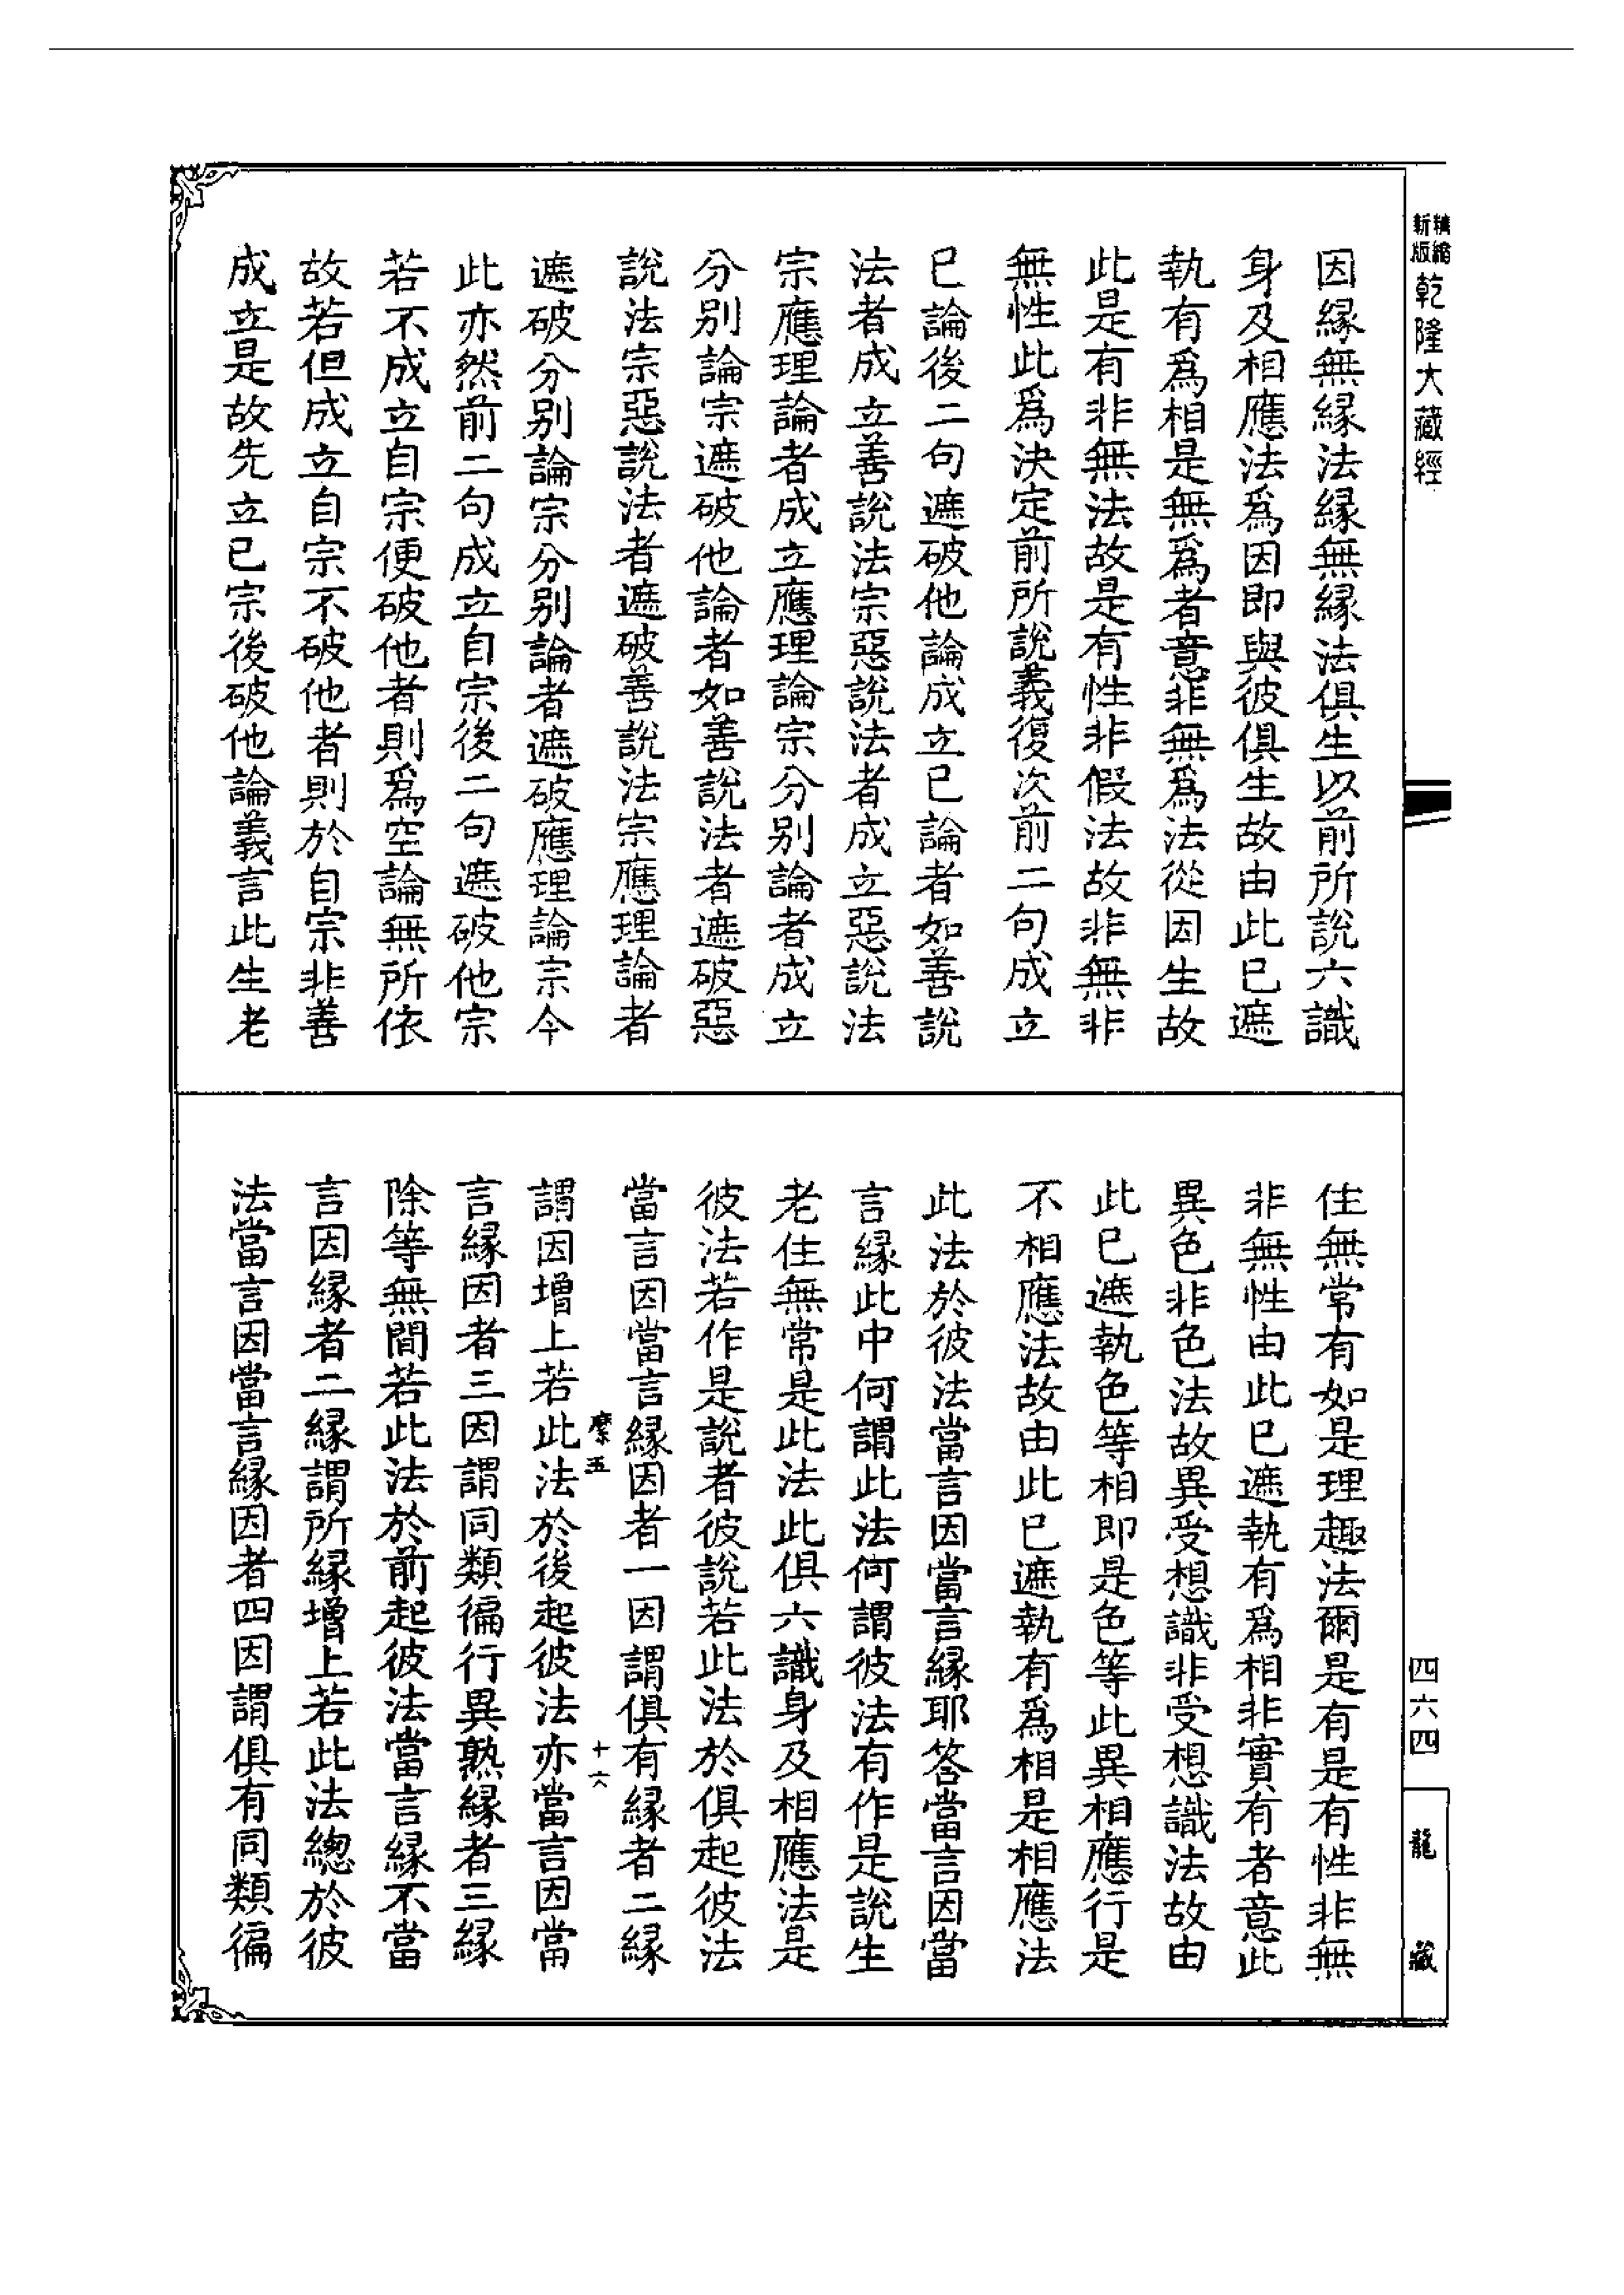 精縮新版乾隆大藏經
因緣無緣法緣無緣法俱生以前所說六識
身及相應法爲因即與彼俱生故由此已遮
執有爲相是無爲者意非無爲法從因生故
此是有非無法故是有性非假法故非無非
無性此爲決定前所說義復次前二句成立
已論後二句遮破他論成立已論者如善說
法者成立善說法宗惡說法者成立惡說法
宗應理論者成立應理論宗分別論者成立
分別論宗遮破他論者如善說法者遮破惡
說法宗惡說法者遮破善說法宗應理論者
遮破分別論宗分別論者遮破應理論宗今
此亦然前二句成立自宗後二句遮破他宗
若不成立自宗便破他者則爲空論無所依
故若但成立自宗不破他者則於自宗非善
成立是故先立已宗後破他論義言此生老
住無常有如是理趣法爾是有是有性非無
非無性由此已遮執有爲相非實有者意此
異色非色法故異受想識非受想識法故由
此已遮執色等相即是色等此異相應行是
不相應法故由此已遮執有爲相是相應法
此法於彼法當言因當言緣耶答當言因當
言緣此中何謂此法何謂彼法有作是說生
老住無常是此法此俱六識身及相應法是
彼法若作是說者彼說若此法於俱起彼法
當言因當言緣因者一因謂俱有緣者二緣
謂因增上若此法於後起彼法亦當言因當
言緣因者三因謂同類徧行異熟緣者三緣
除等無間若此法於前起彼法當言緣不當
言因緣者二緣謂所緣增上若此法總於彼
法當言因當言緣因者四因謂俱有同類徧
縻五
十六
四六四
龍藏